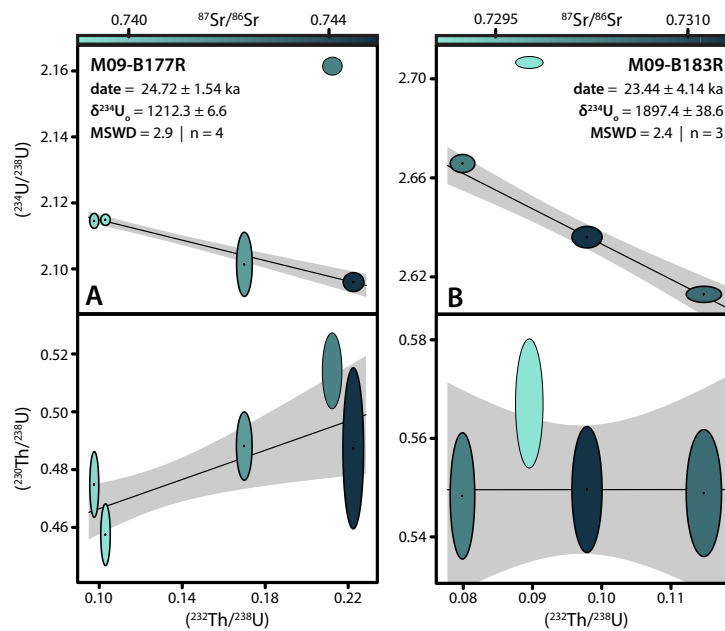 0.740 ⁸⁷Sr/⁸⁶Sr 0.744
0.7295 ⁸⁷Sr/⁸⁶Sr 0.7310
M09-B177R
date = 24.72 ± 1.54 ka
δ²³⁴Uₒ = 1212.3 ± 6.6
MSWD = 2.9 | n = 4
M09-B183R
date = 23.44 ± 4.14 ka
δ²³⁴Uₒ = 1897.4 ± 38.6
MSWD = 2.4 | n = 3
(²³⁴U/²³⁸U)
2.16
2.14
2.12
2.10
A
2.70
2.66
2.62
B
(²³⁰Th/²³⁸U)
0.52
0.50
0.48
0.46
0.58
0.56
0.54
0.10 0.14 0.18 0.22
(²³²Th/²³⁸U)
0.08 0.09 0.10 0.11
(²³²Th/²³⁸U)